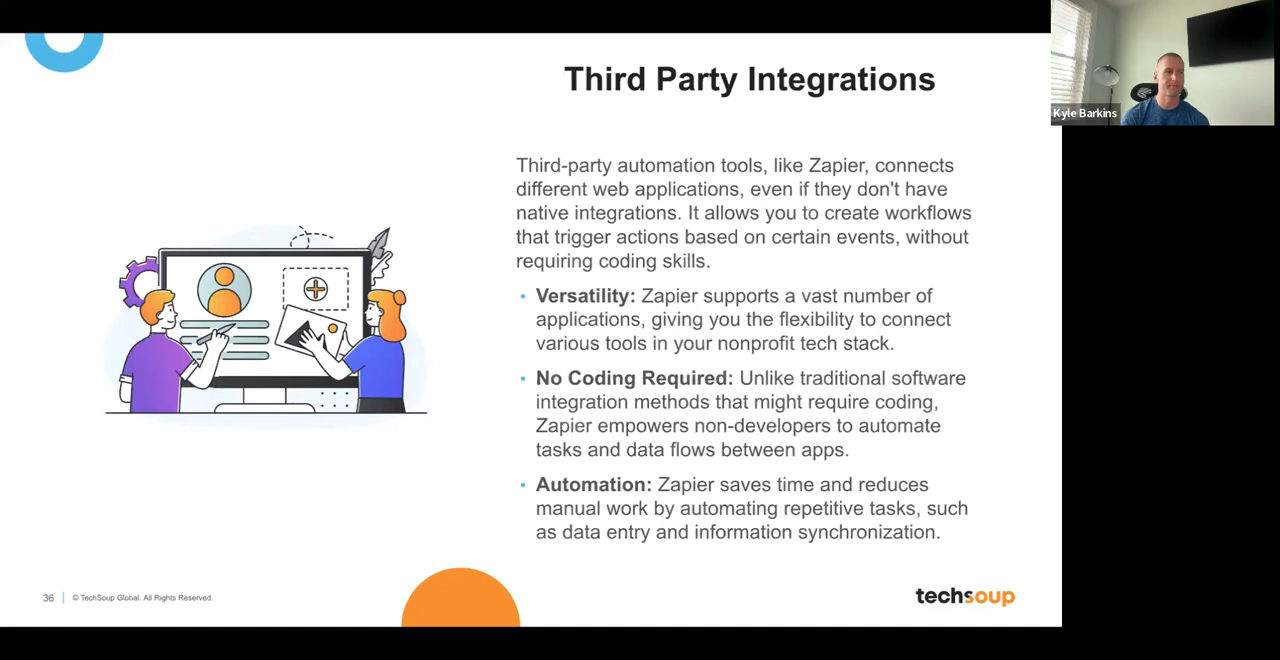 Third Party Integrations
Kyle Barkins
Third-party automation tools, like Zapier, connects
different web applications, even if they don't have
native integrations. It allows you to create workflows
that trigger actions based on certain events, without
requiring coding skills.
• Versatility: Zapier supports a vast number of
applications, giving you the flexibility to connect
various tools in your nonprofit tech stack.
• No Coding Required: Unlike traditional software
integration methods that might require coding,
Zapier empowers non-developers to automate
tasks and data flows between apps.
• Automation: Zapier saves time and reduces
manual work by automating repetitive tasks, such
as data entry and information synchronization.
36 | © TechSoup Global. All Rights Reserved.
techsoup